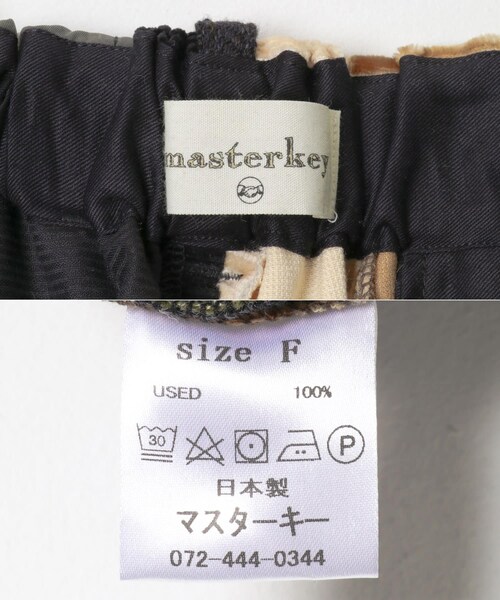 masterkey
size F
USED 100%
30 P
日本製
マスターキー
072-444-0344